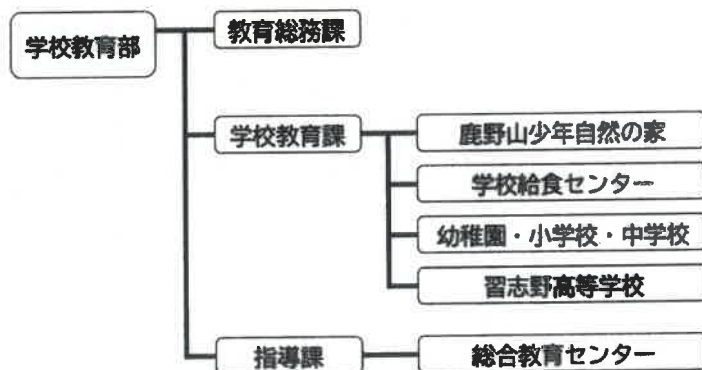 学校教育部
教育総務課
学校教育課
鹿野山少年自然の家
学校給食センター
幼稚園・小学校・中学校
習志野高等学校
指導課
総合教育センター